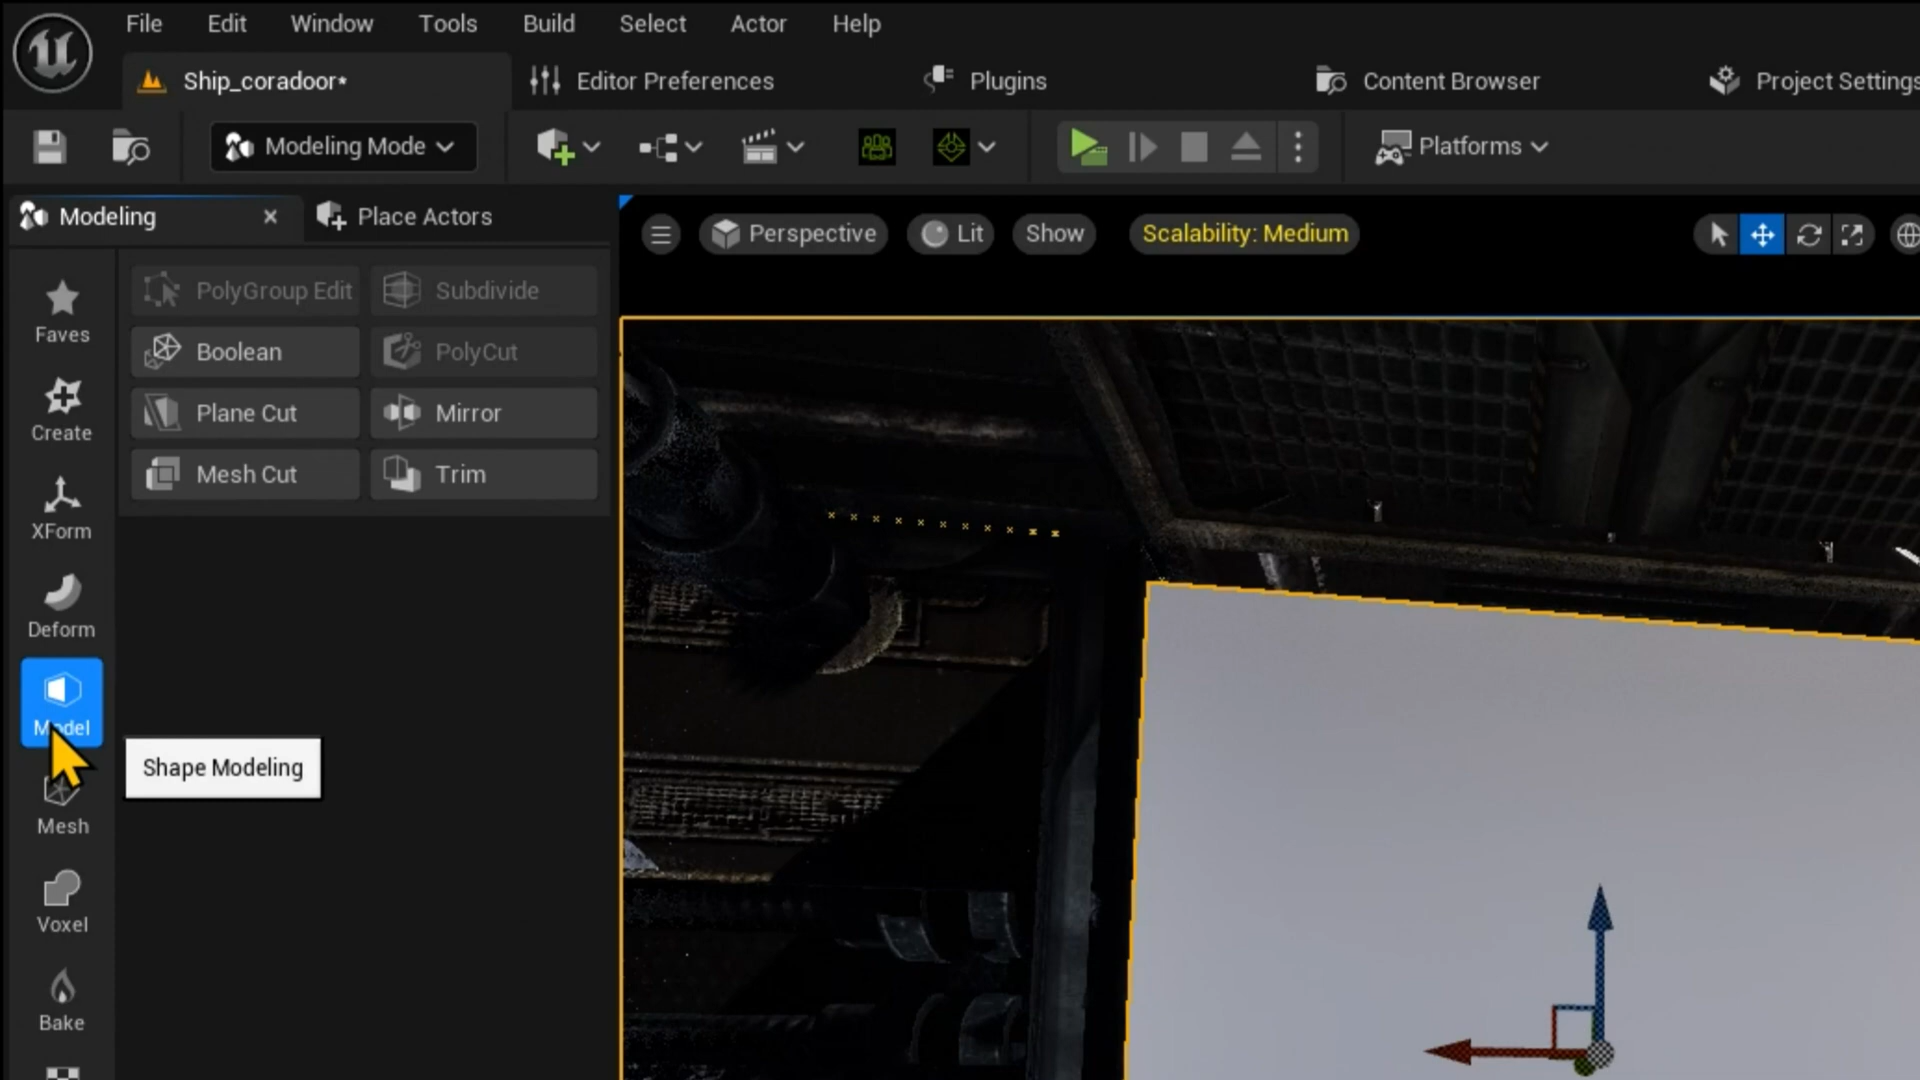 File Edit Window Tools Build Select Actor Help
Ship_coradoor* Editor Preferences Plugins Content Browser Project Settings
Modeling Mode Platforms
Modeling Place Actors
Perspective Lit Show Scalability: Medium
Faves
Create
XForm
Deform
Model
Mesh
Voxel
Bake
PolyGroup Edit Subdivide
Boolean PolyCut
Plane Cut Mirror
Mesh Cut Trim
Shape Modeling